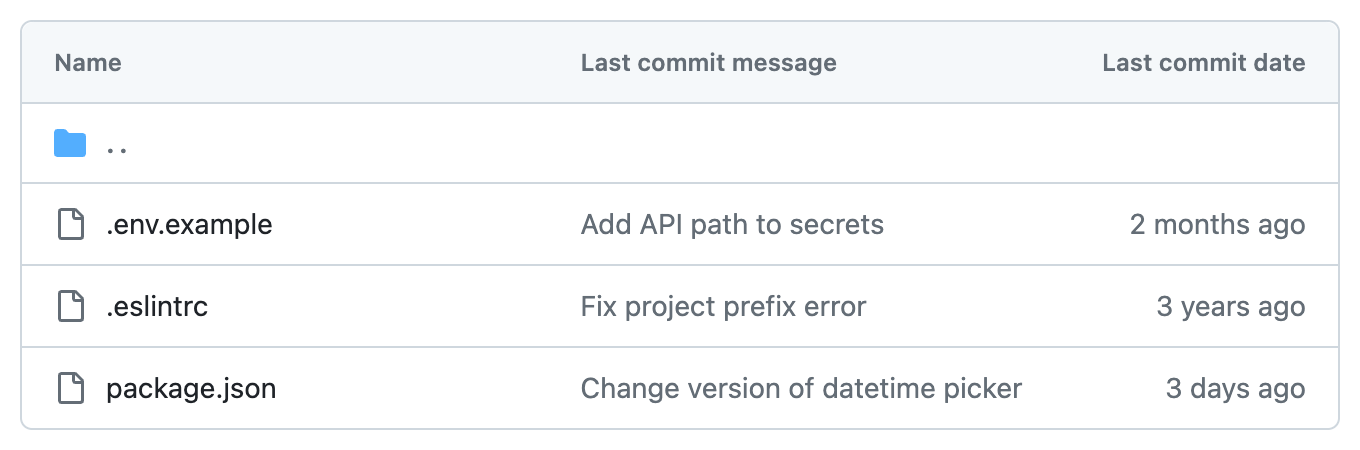 Name Last commit message Last commit date
..
.env.example Add API path to secrets 2 months ago
.eslintrc Fix project prefix error 3 years ago
package.json Change version of datetime picker 3 days ago